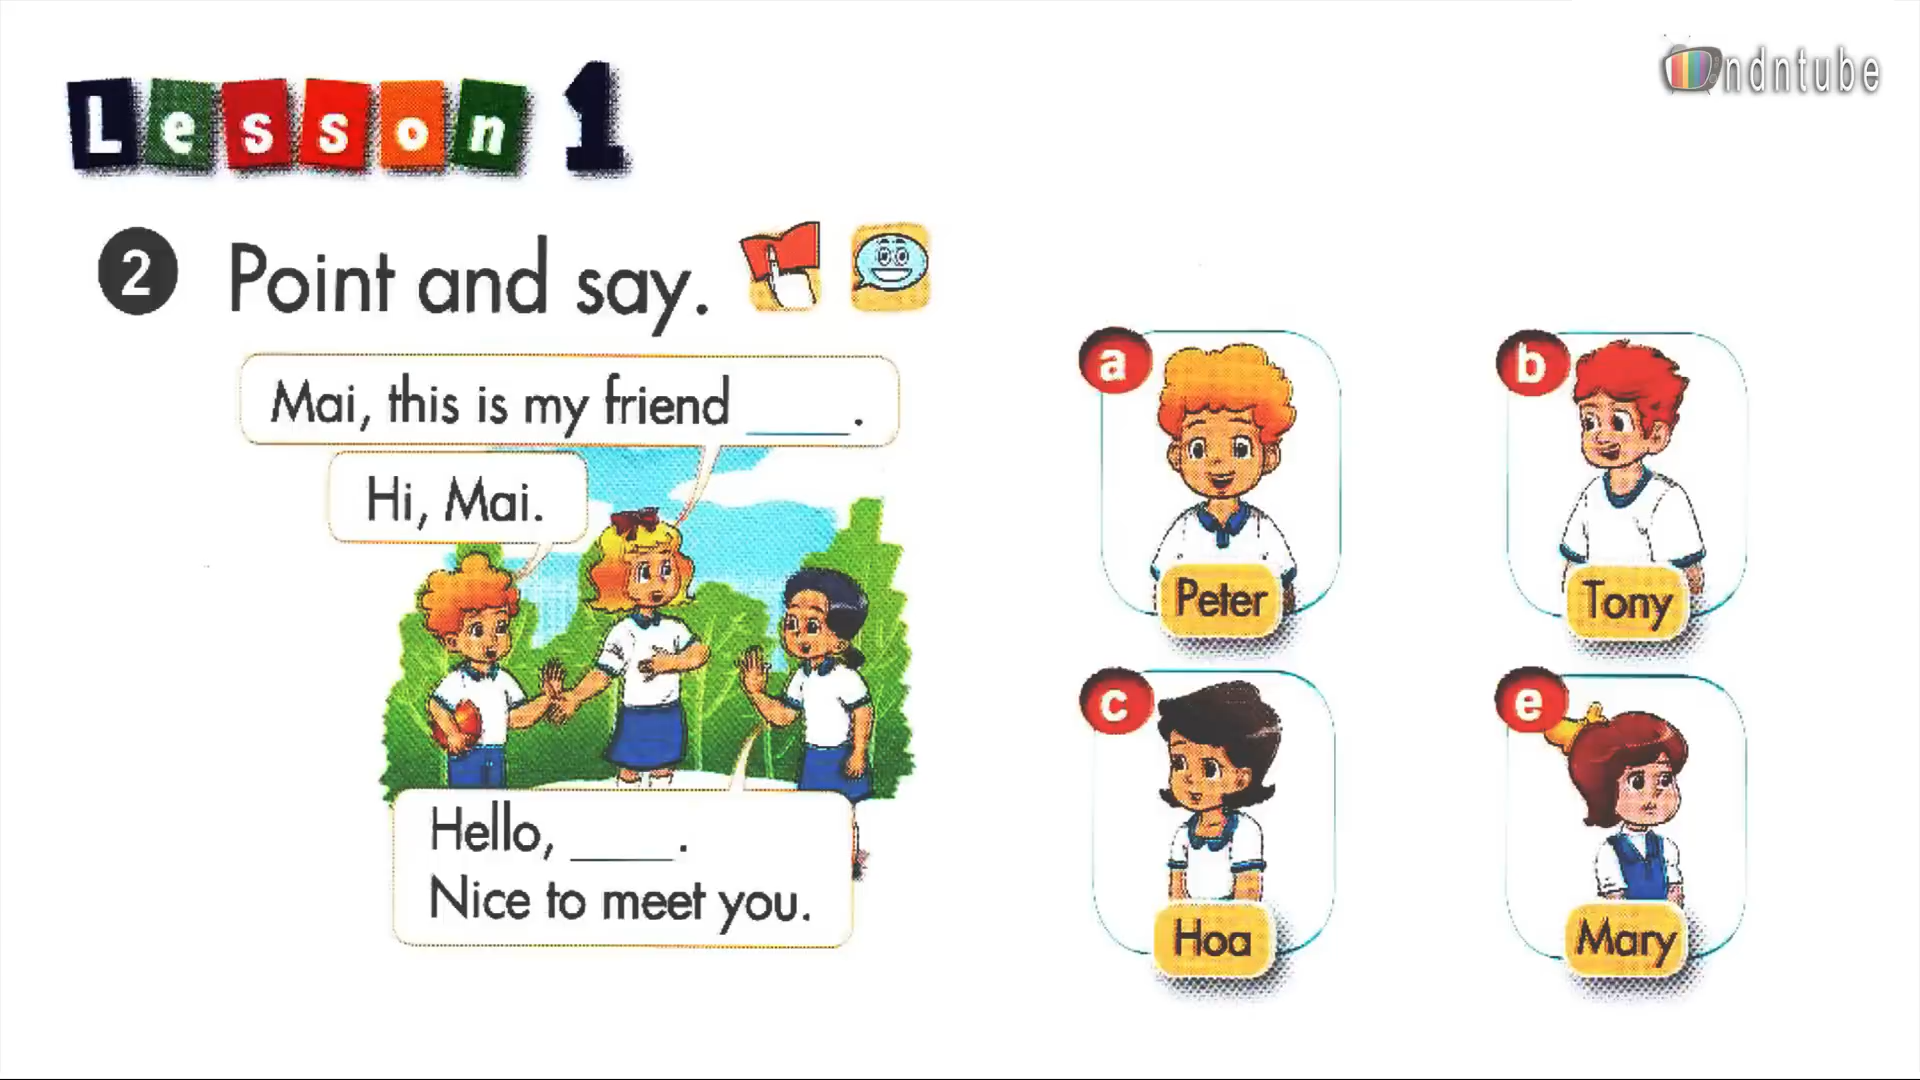 ndntube
Lesson 1
2 Point and say.
Mai, this is my friend ____.
Hi, Mai.
Hello, ____.
Nice to meet you.
a
Peter
b
Tony
c
Hoa
e
Mary